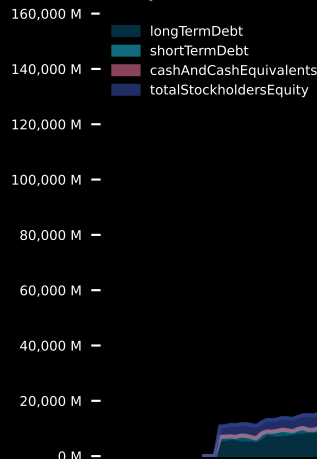 160,000 M
longTermDebt
shortTermDebt
140,000 M
cashAndCashEquivalents
totalStockholdersEquity
120,000 M
100,000 M
80,000 M
60,000 M
40,000 M
20,000 M
0 M